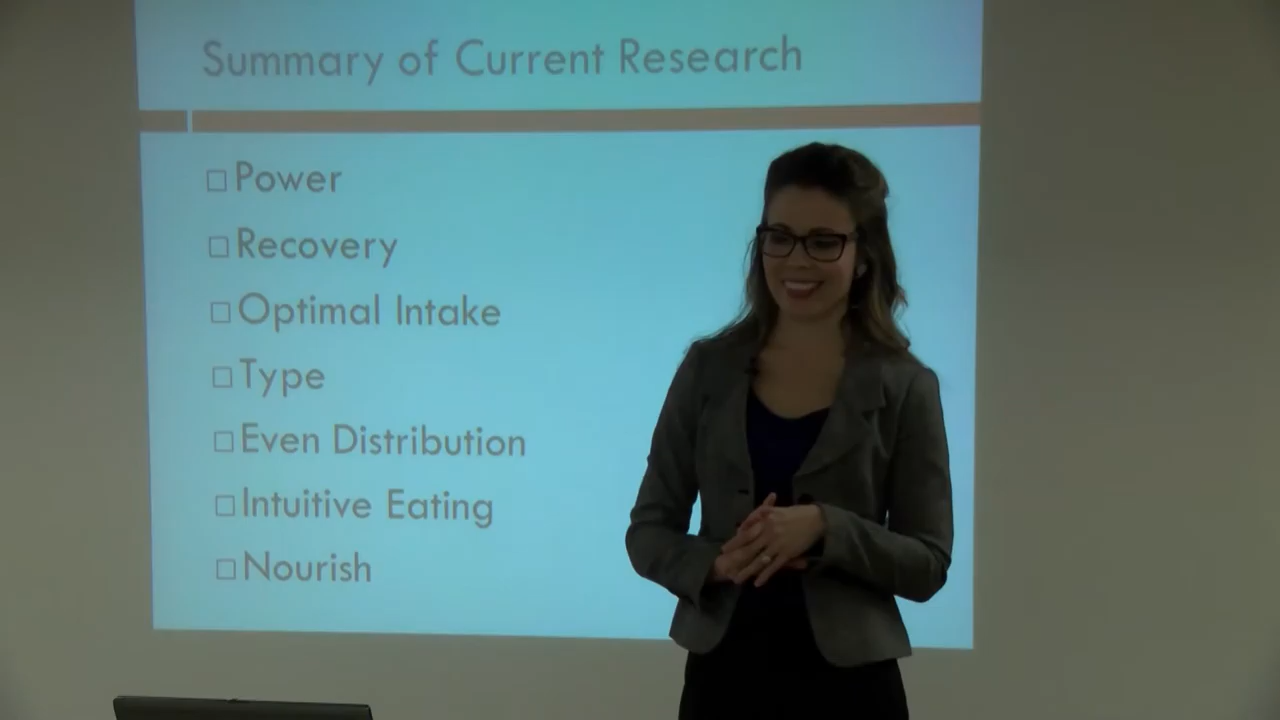 Summary of Current Research
Power
Recovery
Optimal Intake
Type
Even Distribution
Intuitive Eating
Nourish